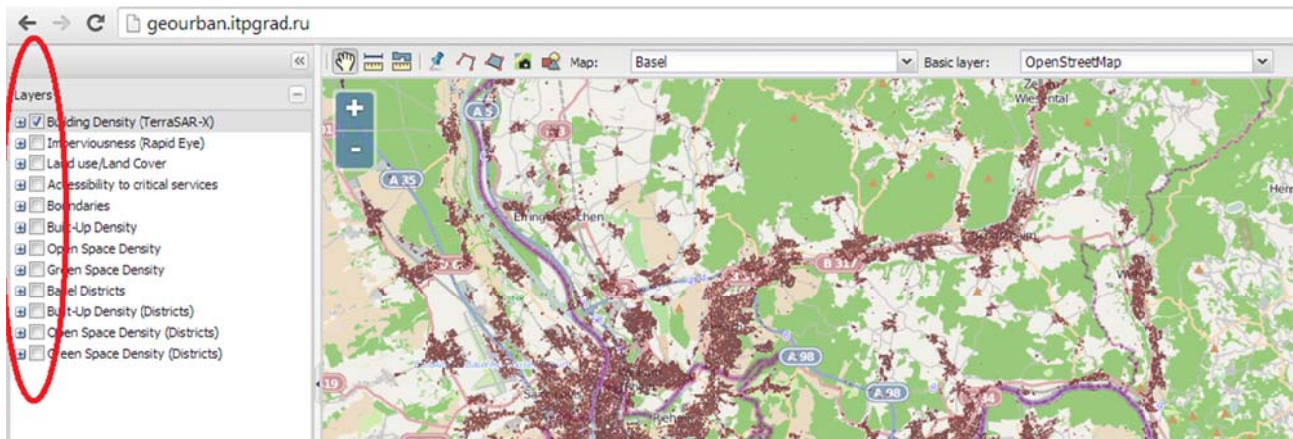 geourban.itpgrad.ru
Map: Basel Basic layer: OpenStreetMap
Layers
Building Density (TerraSAR-X)
Imperviousness (Rapid Eye)
Land use/Land Cover
Accessibility to critical services
Boundaries
Built-Up Density
Open Space Density
Green Space Density
Basel Districts
Built-Up Density (Districts)
Open Space Density (Districts)
Green Space Density (Districts)
Wiesental
A 5
A 35
B 317
A 98
A 98